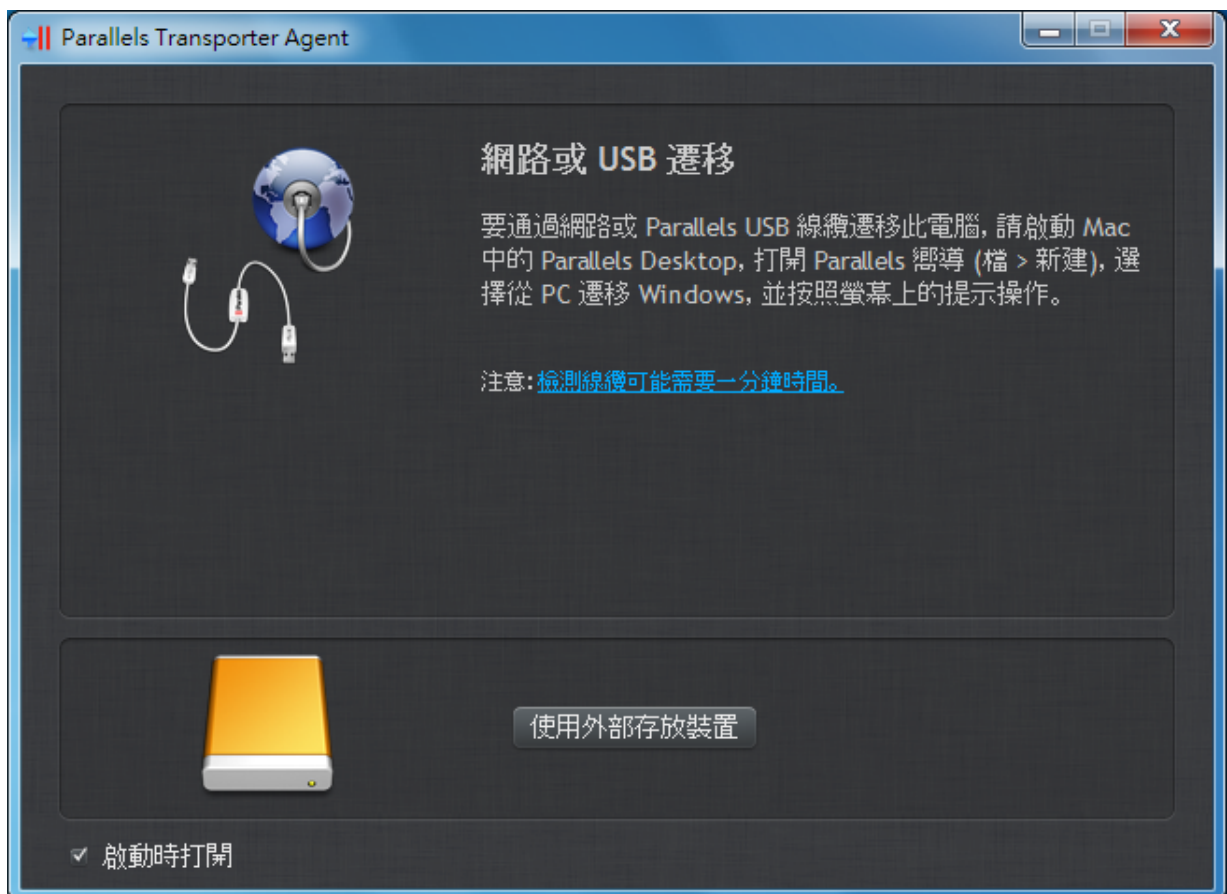 Parallels Transporter Agent
網路或 USB 遷移
要通過網路或 Parallels USB 線纜遷移此電腦, 請啟動 Mac
中的 Parallels Desktop, 打開 Parallels 嚮導 (檔 > 新建), 選
擇從 PC 遷移 Windows, 並按照螢幕上的提示操作。
注意: 檢測線纜可能需要一分鐘時間。
使用外部存放裝置
啟動時打開